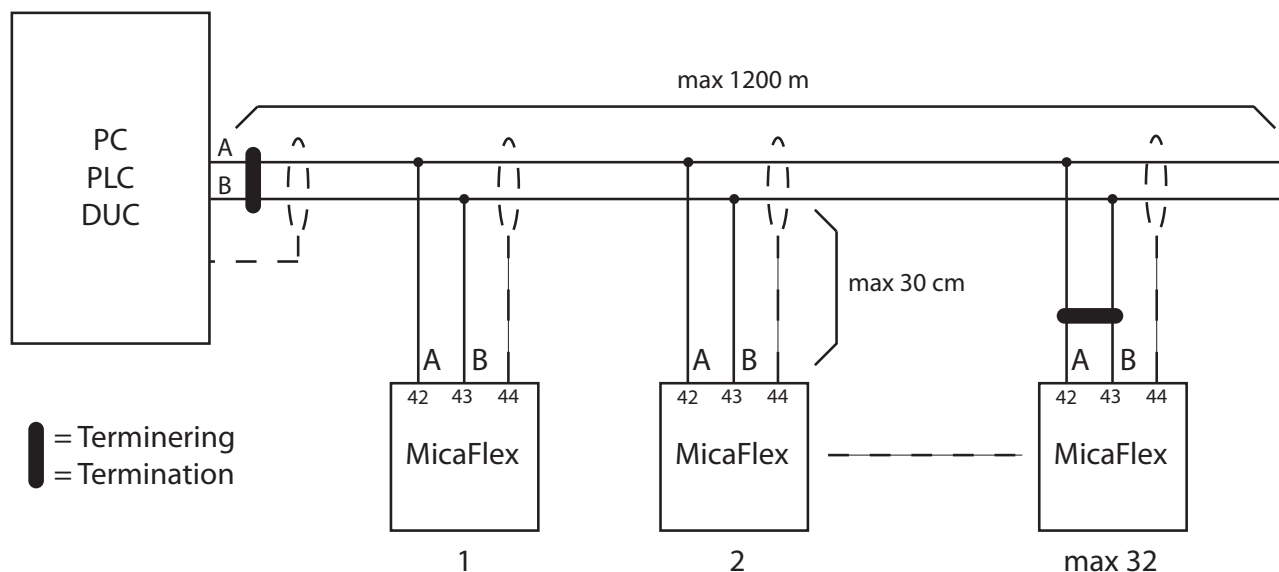 max 1200 m
PC
PLC
DUC
A
B
max 30 cm
A B
A B
A B
42 43 44
42 43 44
42 43 44
MicaFlex
MicaFlex
MicaFlex
= Terminering
= Termination
1
2
max 32